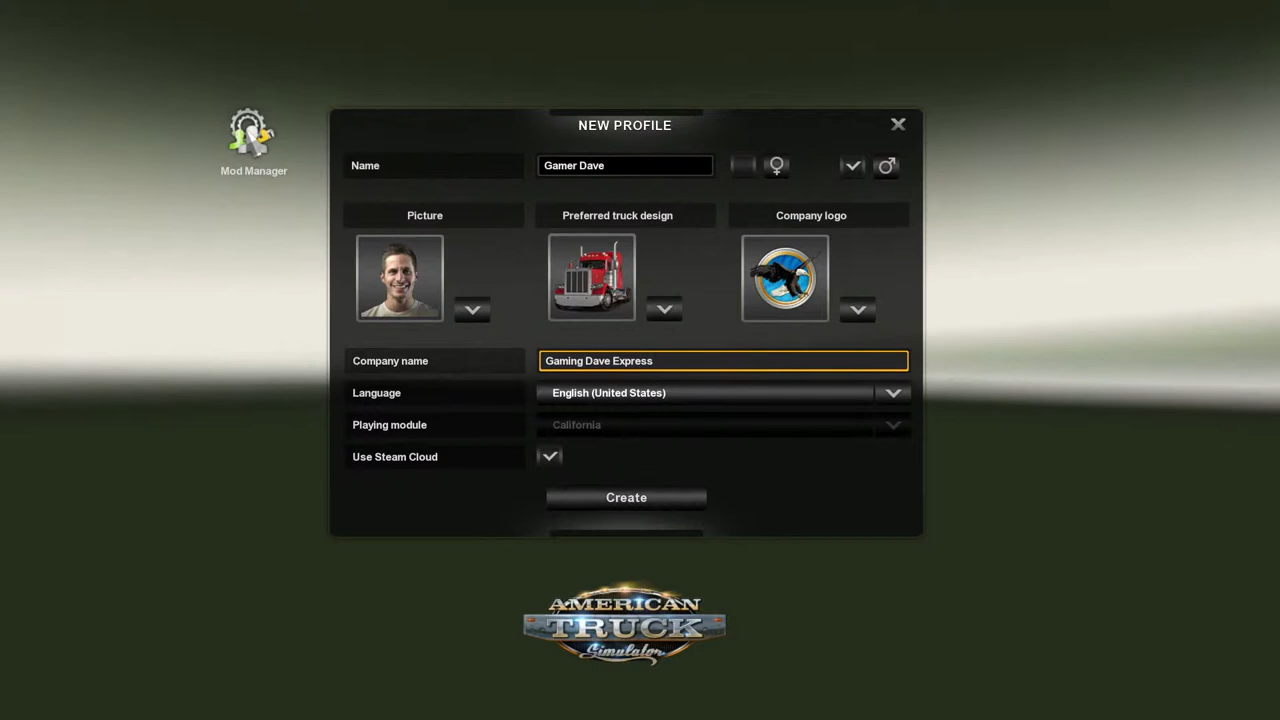 NEW PROFILE
Mod Manager
Name
Gamer Dave
Picture
Preferred truck design
Company logo
Company name
Gaming Dave Express
Language
English (United States)
Playing module
California
Use Steam Cloud
Create
AMERICAN
TRUCK
Simulator